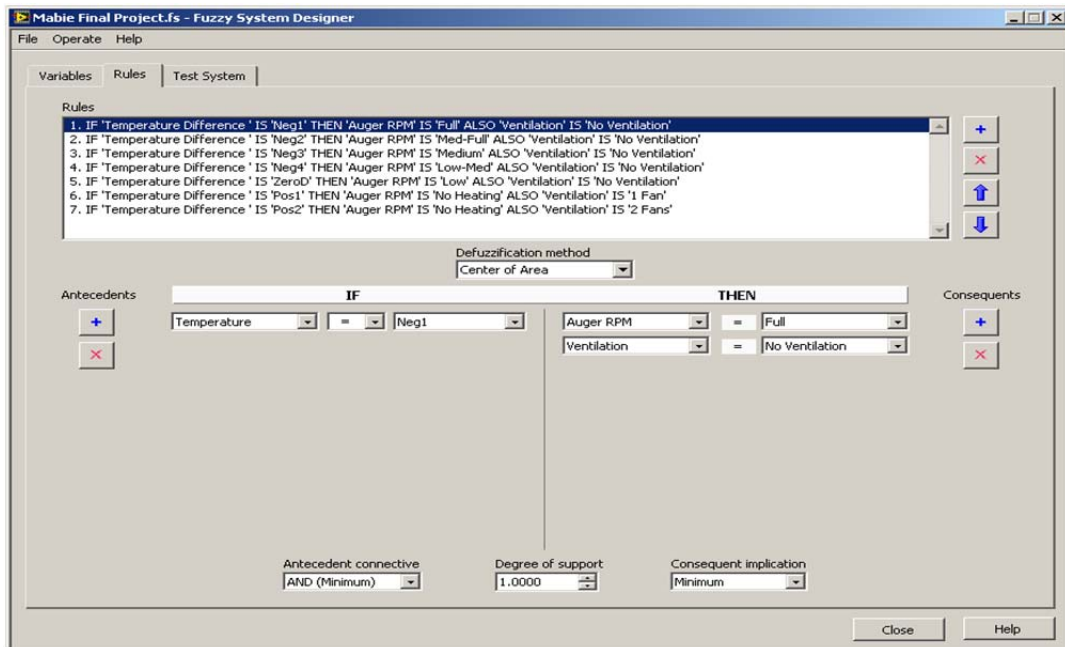 Mabie Final Project.fs - Fuzzy System Designer
File Operate Help
Variables Rules Test System
Rules
1. IF 'Temperature Difference ' IS 'Neg1' THEN 'Auger RPM' IS 'Full' ALSO 'Ventilation' IS 'No Ventilation'
2. IF 'Temperature Difference ' IS 'Neg2' THEN 'Auger RPM' IS 'Med-Full' ALSO 'Ventilation' IS 'No Ventilation'
3. IF 'Temperature Difference ' IS 'Neg3' THEN 'Auger RPM' IS 'Medium' ALSO 'Ventilation' IS 'No Ventilation'
4. IF 'Temperature Difference ' IS 'Neg4' THEN 'Auger RPM' IS 'Low-Med' ALSO 'Ventilation' IS 'No Ventilation'
5. IF 'Temperature Difference ' IS 'ZeroD' THEN 'Auger RPM' IS 'Low' ALSO 'Ventilation' IS 'No Ventilation'
6. IF 'Temperature Difference ' IS 'Pos1' THEN 'Auger RPM' IS 'No Heating' ALSO 'Ventilation' IS '1 Fan'
7. IF 'Temperature Difference ' IS 'Pos2' THEN 'Auger RPM' IS 'No Heating' ALSO 'Ventilation' IS '2 Fans'
Defuzzification method
Center of Area
Antecedents IF THEN Consequents
Temperature = Neg1 Auger RPM = Full
Ventilation = No Ventilation
Antecedent connective Degree of support Consequent implication
AND (Minimum) 1.0000 Minimum
Close Help